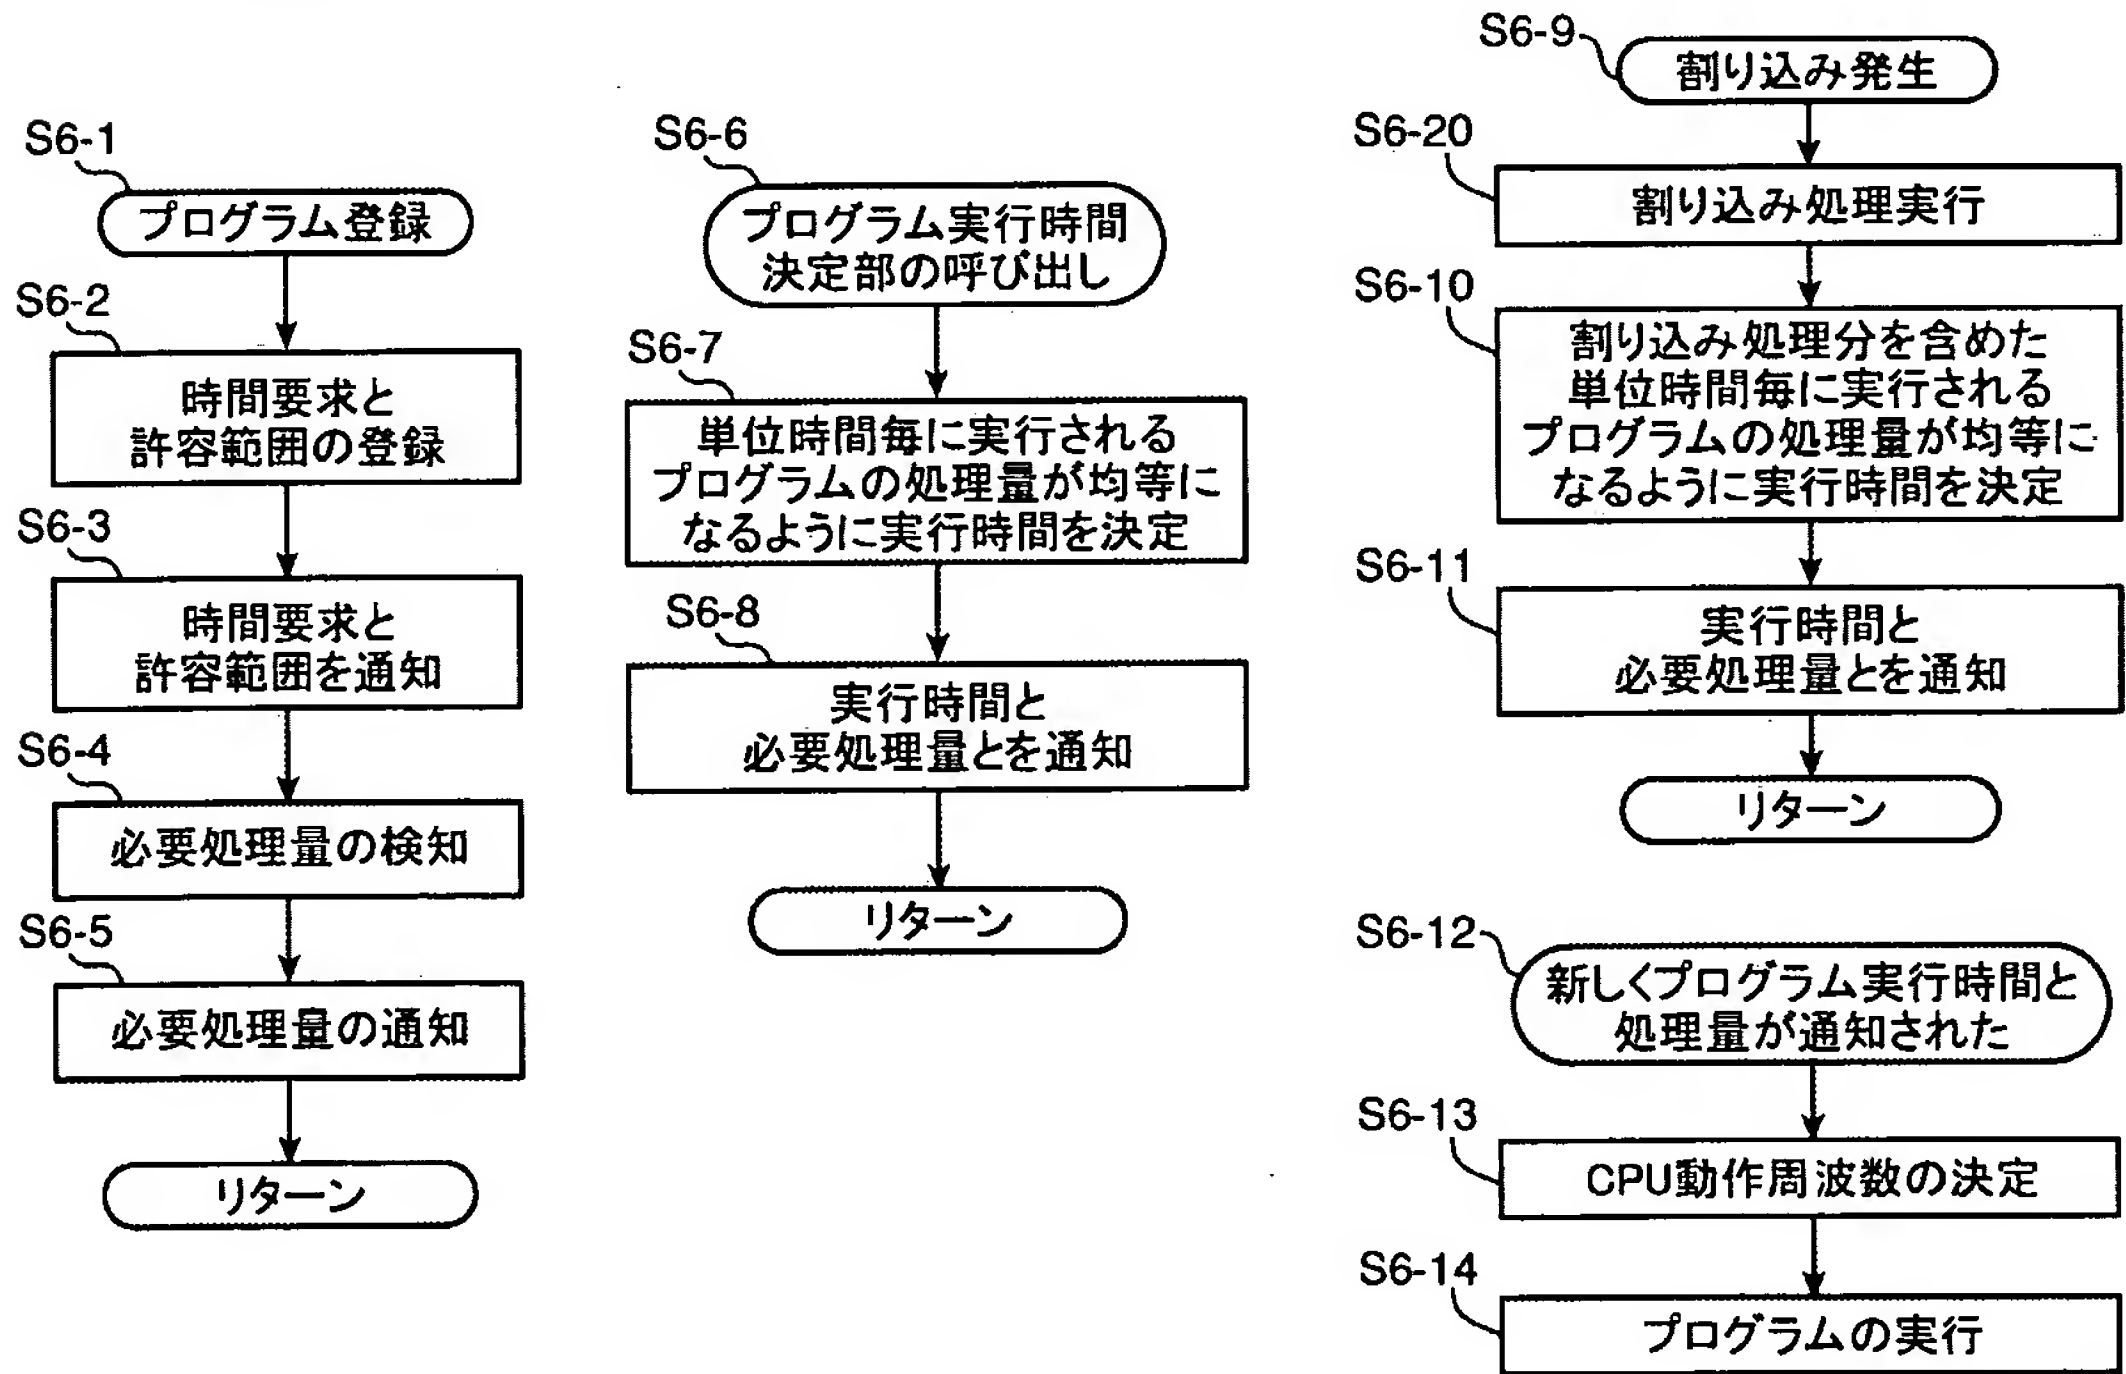 S6-1
プログラム登録
S6-2
時間要求と
許容範囲の登録
S6-3
時間要求と
許容範囲を通知
S6-4
必要処理量の検知
S6-5
必要処理量の通知
リターン
S6-6
プログラム実行時間
決定部の呼び出し
S6-7
単位時間毎に実行される
プログラムの処理量が均等に
なるように実行時間を決定
S6-8
実行時間と
必要処理量とを通知
リターン
S6-9
割り込み発生
S6-20
割り込み処理実行
S6-10
割り込み処理分を含めた
単位時間毎に実行される
プログラムの処理量が均等に
なるように実行時間を決定
S6-11
実行時間と
必要処理量とを通知
リターン
S6-12
新しくプログラム実行時間と
処理量が通知された
S6-13
CPU動作周波数の決定
S6-14
プログラムの実行